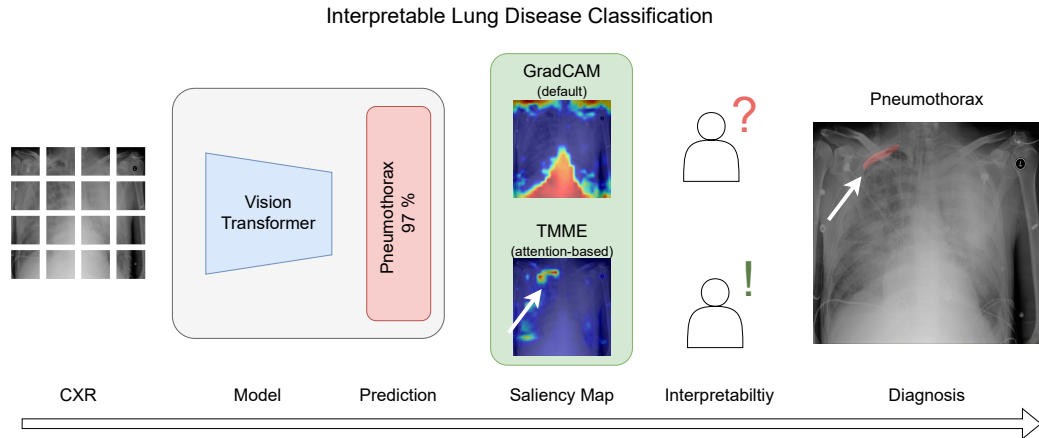 Interpretable Lung Disease Classification
GradCAM
(default)
?
Pneumothorax
Vision
Transformer
Pneumothorax
97 %
TMME
(attention-based)
!
CXR
Model
Prediction
Saliency Map
Interpretabiltiy
Diagnosis